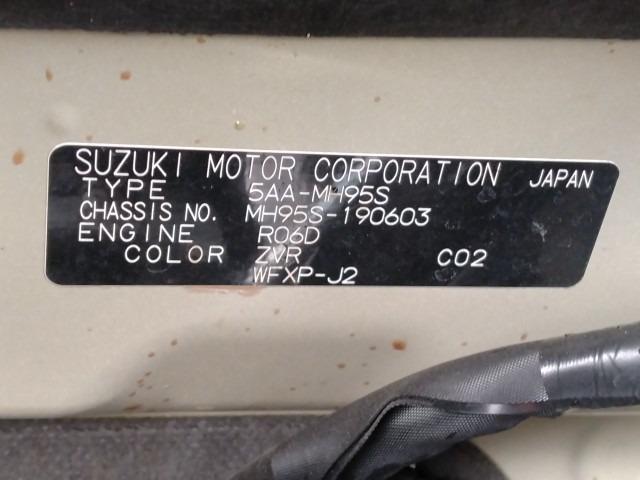 SUZUKI MOTOR CORPORATION JAPAN
TYPE 5AA-MH95S
CHASSIS NO. MH95S-190603
ENGINE R06D
COLOR ZVR C02
WFXP-J2